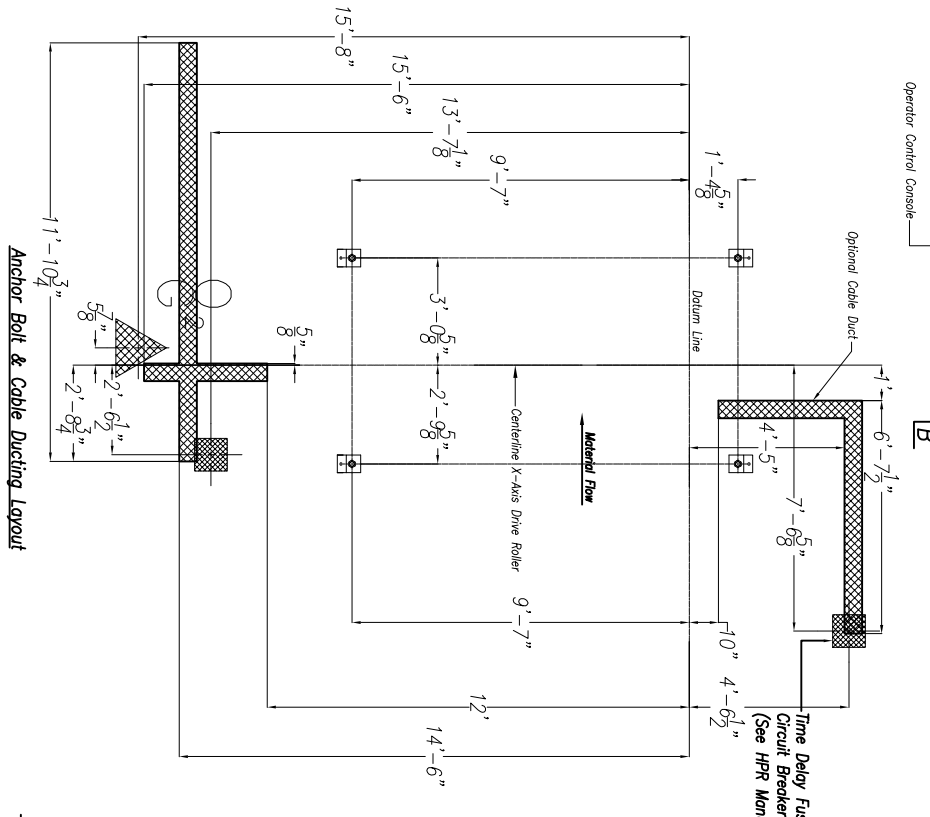 Operator Control Console
B
Optional Cable Duct
1'
6'-7 1/2"
4'-5"
7'-6 5/8"
Time Delay Fus
Circuit Breaker
(See HPR Man
1'-4 5/8"
10"
4'-6 1/2"
Datum Line
Material Flow
Centerline X-Axis Drive Roller
9'-7"
3'-0 5/8"
2'-9 5/8"
9'-7"
13'-7 1/8"
12'
15'-6"
14'-6"
15'-8"
5/8"
5 7/8"
2'-6 1/2"
2'-8 3/4"
11'-10 3/4"
Anchor Bolt & Cable Ducting Layout